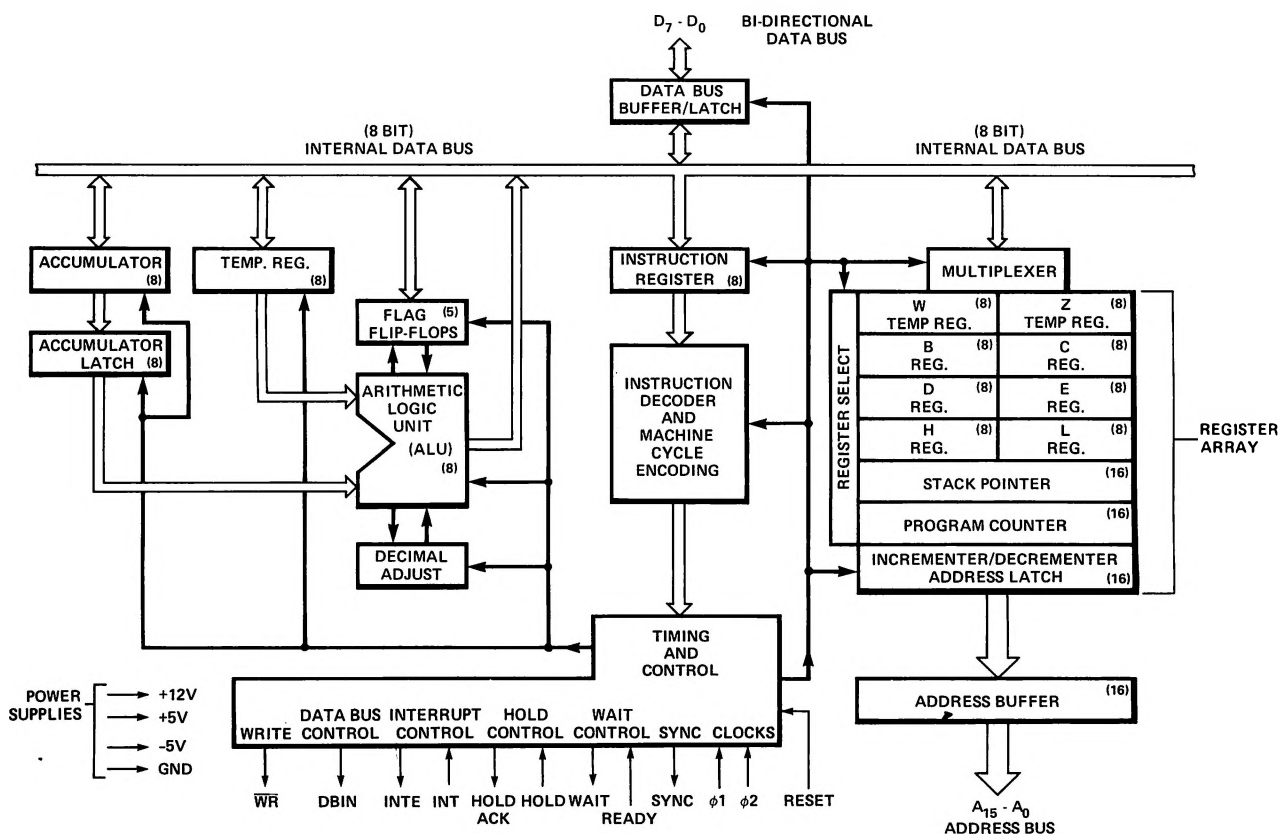 D7 - D0
BI-DIRECTIONAL
DATA BUS
DATA BUS
BUFFER/LATCH
(8 BIT)
INTERNAL DATA BUS
(8 BIT)
INTERNAL DATA BUS
ACCUMULATOR
(8)
TEMP. REG.
(8)
INSTRUCTION
REGISTER
(8)
MULTIPLEXER
ACCUMULATOR
LATCH
(8)
FLAG
(5)
FLIP-FLOPS
ARITHMETIC
LOGIC
UNIT
(ALU)
(8)
DECIMAL
ADJUST
INSTRUCTION
DECODER
AND
MACHINE
CYCLE
ENCODING
REGISTER SELECT
W
(8)
TEMP REG.
Z
(8)
TEMP REG.
B
(8)
REG.
C
(8)
REG.
D
(8)
REG.
E
(8)
REG.
H
(8)
REG.
L
(8)
REG.
STACK POINTER
(16)
PROGRAM COUNTER
(16)
INCREMENTER/DECREMENTER
ADDRESS LATCH
(16)
REGISTER
ARRAY
TIMING
AND
CONTROL
ADDRESS BUFFER
(16)
POWER
SUPPLIES
+12V
+5V
-5V
GND
WRITE
DATA BUS
CONTROL
INTERRUPT
CONTROL
HOLD
CONTROL
WAIT
CONTROL
SYNC
CLOCKS
W̅R̅
DBIN
INTE
INT
HOLD
ACK
HOLD
WAIT
READY
SYNC
ϕ1
ϕ2
RESET
A15 - A0
ADDRESS BUS